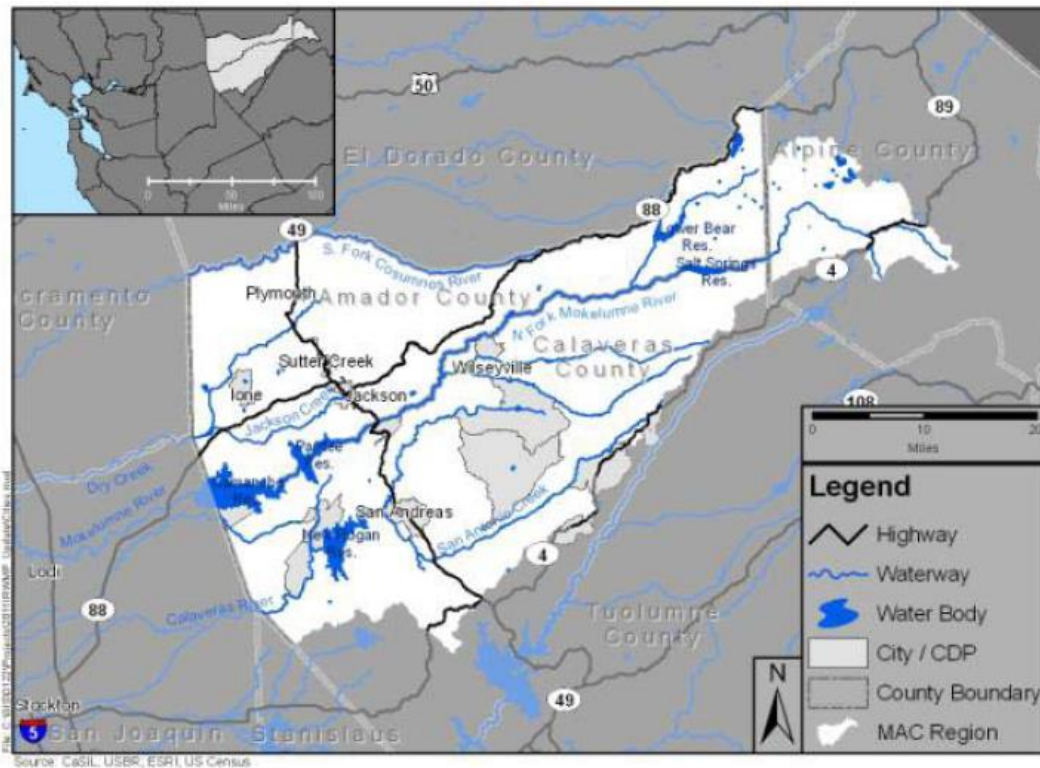 0 50 100
Miles
50
89
El Dorado County
Alpine County
88
49
S. Fork Cosumnes River
Lower Bear
Res.
Salt Springs
Res.
4
cramento
County
Plymouth
Amador County
N Fork Mokelumne River
Calaveras
County
Sutter Creek
Wilseyville
Ione
Jackson
Jackson Creek
108
0 10 20
Miles
Pardee
Res.
Dry Creek
Camanche
Res.
Mokelumne River
San Andreas
New Hogan
Res.
San Antonio Creek
4
Lodi
88
Calaveras River
Tuolumne
County
49
Stockton
5
San Joaquin
Stanislaus
N
Legend
Highway
Waterway
Water Body
City / CDP
County Boundary
MAC Region
Source: CaSIL, USBR, ESRI, US Census